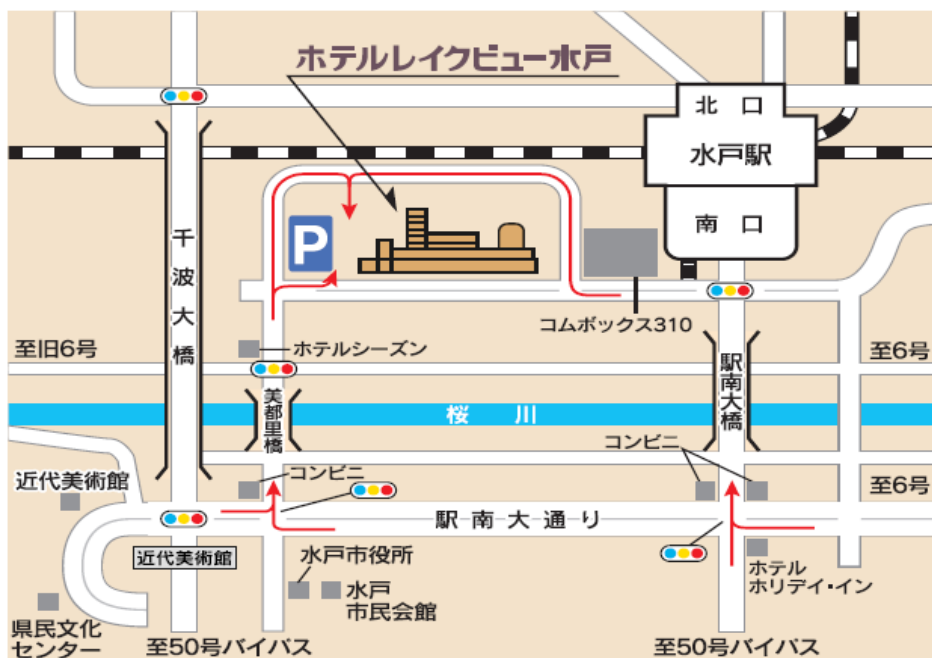 ホテルレイクビュー水戸
北口
水戸駅
南口
千波大橋
P
コムボックス310
至旧6号
ホテルシーズン
至6号
美都里橋
駅南大橋
桜川
コンビニ
コンビニ
近代美術館
至6号
駅南大通り
近代美術館
水戸市役所
水戸
市民会館
ホテル
ホリデイ・イン
県民文化
センター
至50号バイパス
至50号バイパス